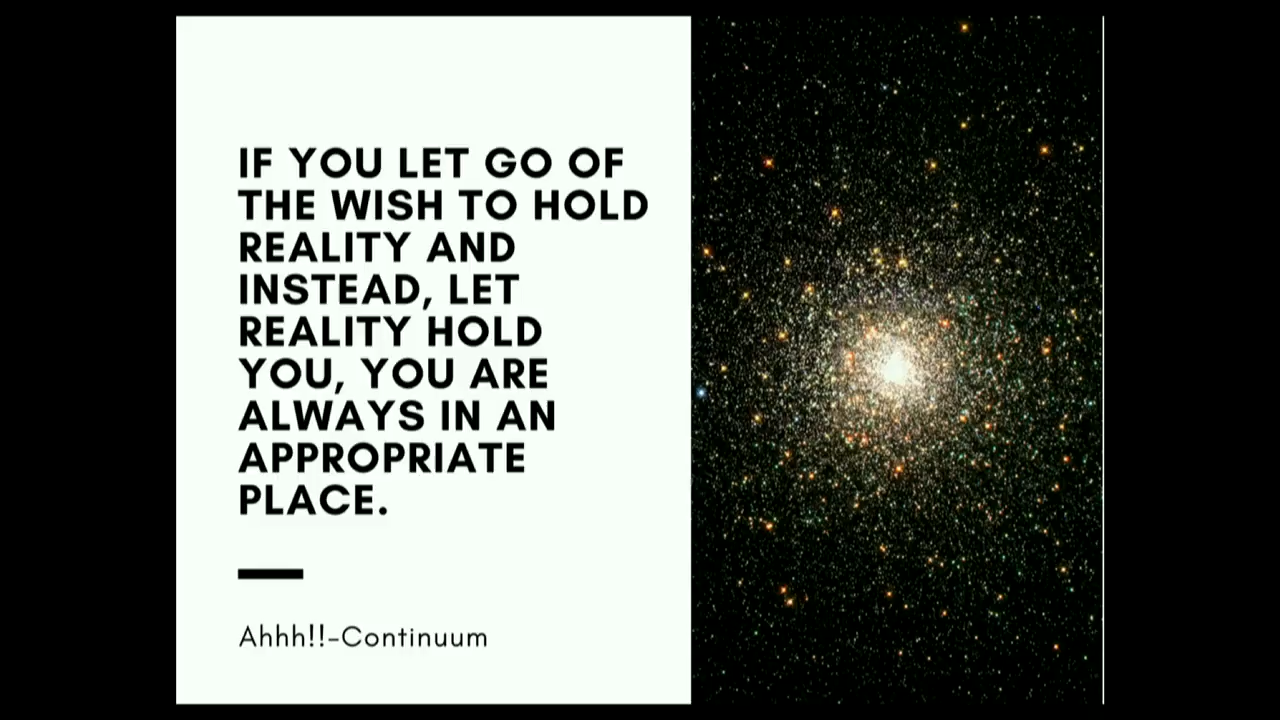 IF YOU LET GO OF
THE WISH TO HOLD
REALITY AND
INSTEAD, LET
REALITY HOLD
YOU, YOU ARE
ALWAYS IN AN
APPROPRIATE
PLACE.
Ahhh!!-Continuum